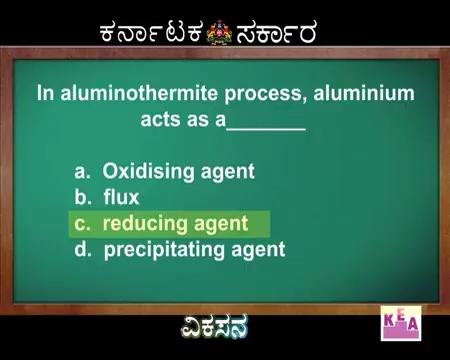 ಕರ್ನಾಟಕ ಸರ್ಕಾರ
In aluminothermite process, aluminium
acts as a_______
a. Oxidising agent
b. flux
c. reducing agent
d. precipitating agent
ವಿಕಸನ
KEA